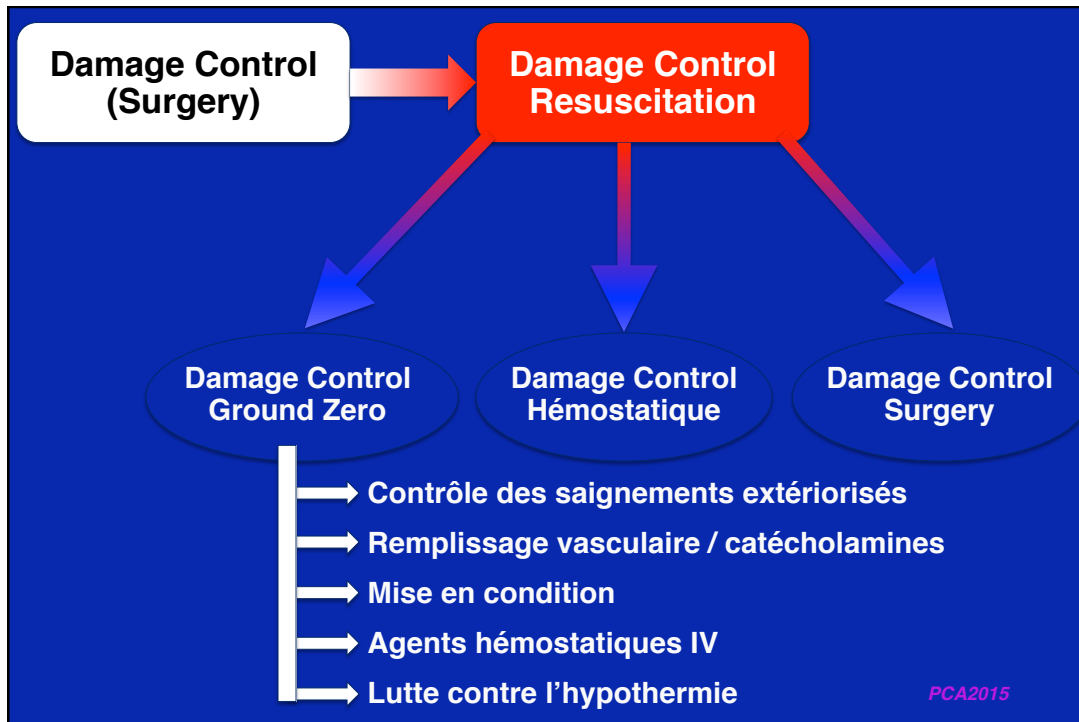 Damage Control
(Surgery)
Damage Control
Resuscitation
Damage Control
Ground Zero
Damage Control
Hémostatique
Damage Control
Surgery
Contrôle des saignements extériorisés
Remplissage vasculaire / catécholamines
Mise en condition
Agents hémostatiques IV
Lutte contre l’hypothermie
PCA2015